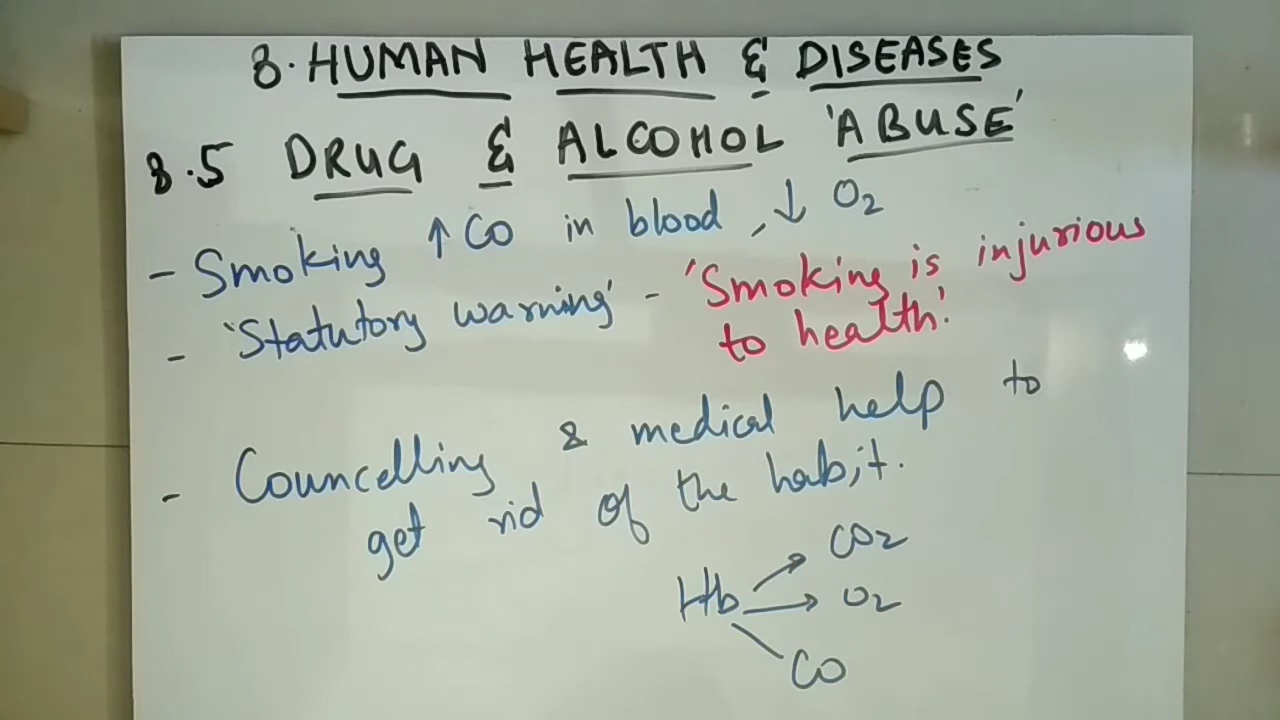 8. HUMAN HEALTH & DISEASES
8.5 DRUG & ALCOHOL 'ABUSE'
- Smoking ↑ CO in blood, ↓ O2
- 'Statutory warning' - 'Smoking is injurious
to health!'
- Councelling & medical help to
get rid of the habit.
CO2
Hb → O2
CO